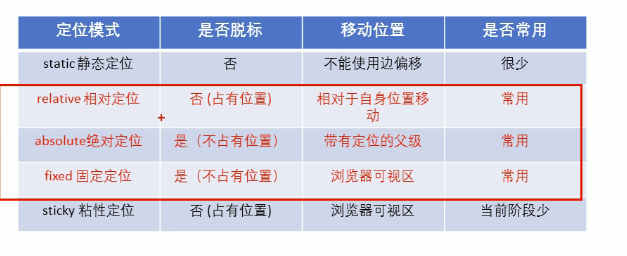 定位模式 是否脱标 移动位置 是否常用
static 静态定位 否 不能使用边偏移 很少
relative 相对定位 否 (占有位置) 相对于自身位置移动 常用
absolute绝对定位 是（不占有位置） 带有定位的父级 常用
fixed 固定定位 是（不占有位置） 浏览器可视区 常用
sticky 粘性定位 否 (占有位置) 浏览器可视区 当前阶段少